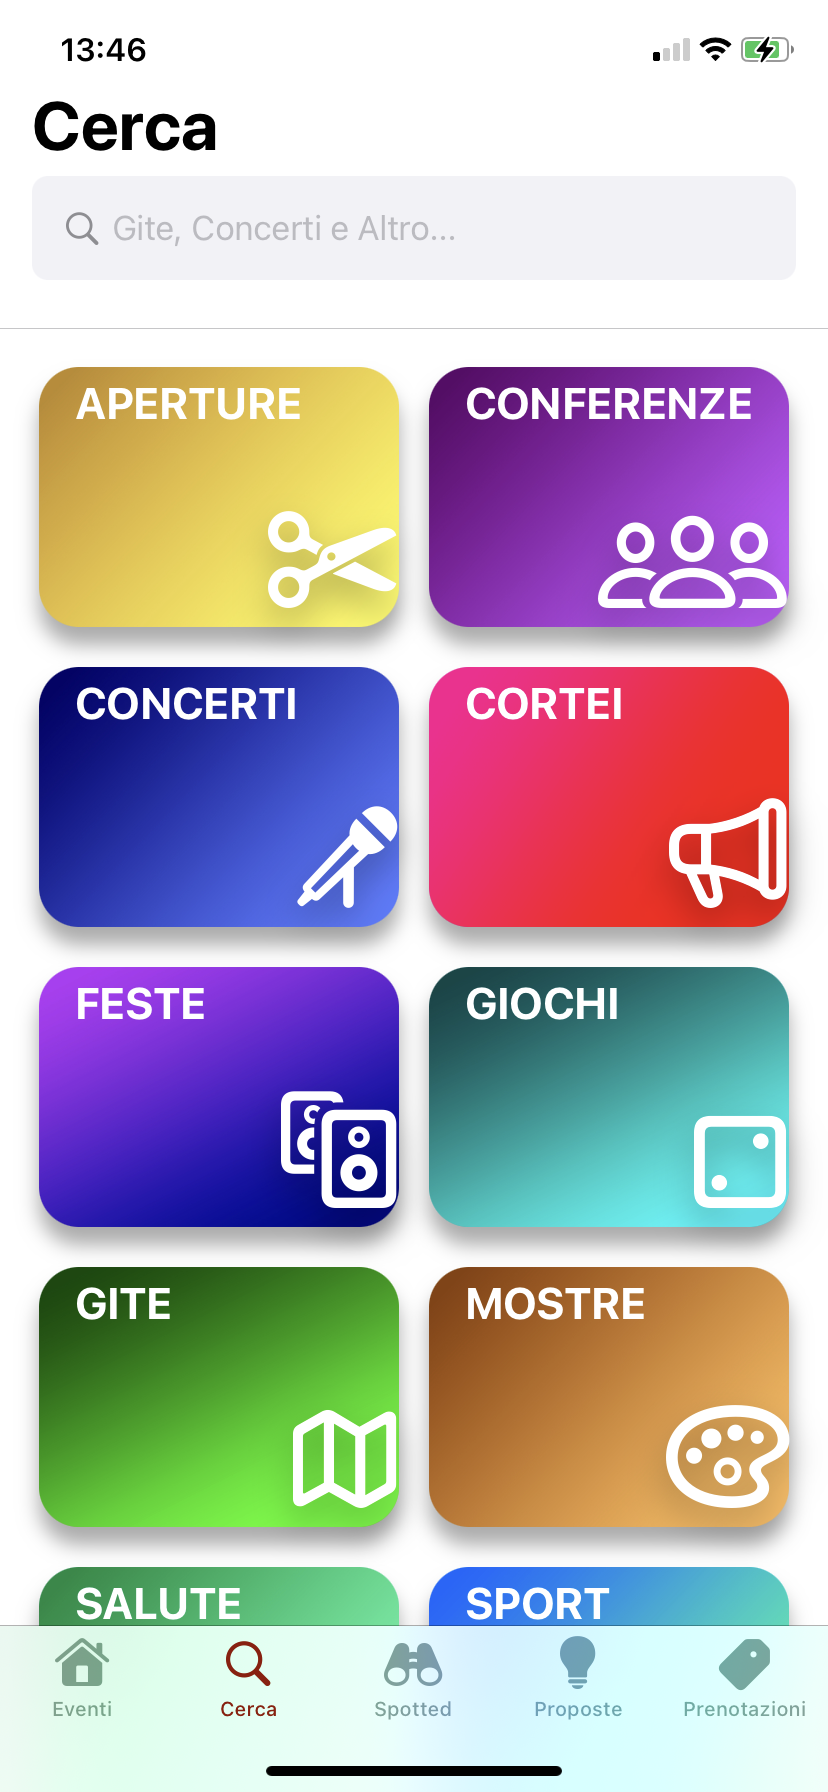 13:46
Cerca
Gite, Concerti e Altro...
APERTURE
CONFERENZE
CONCERTI
CORTEI
FESTE
GIOCHI
GITE
MOSTRE
SALUTE
SPORT
Eventi
Cerca
Spotted
Proposte
Prenotazioni